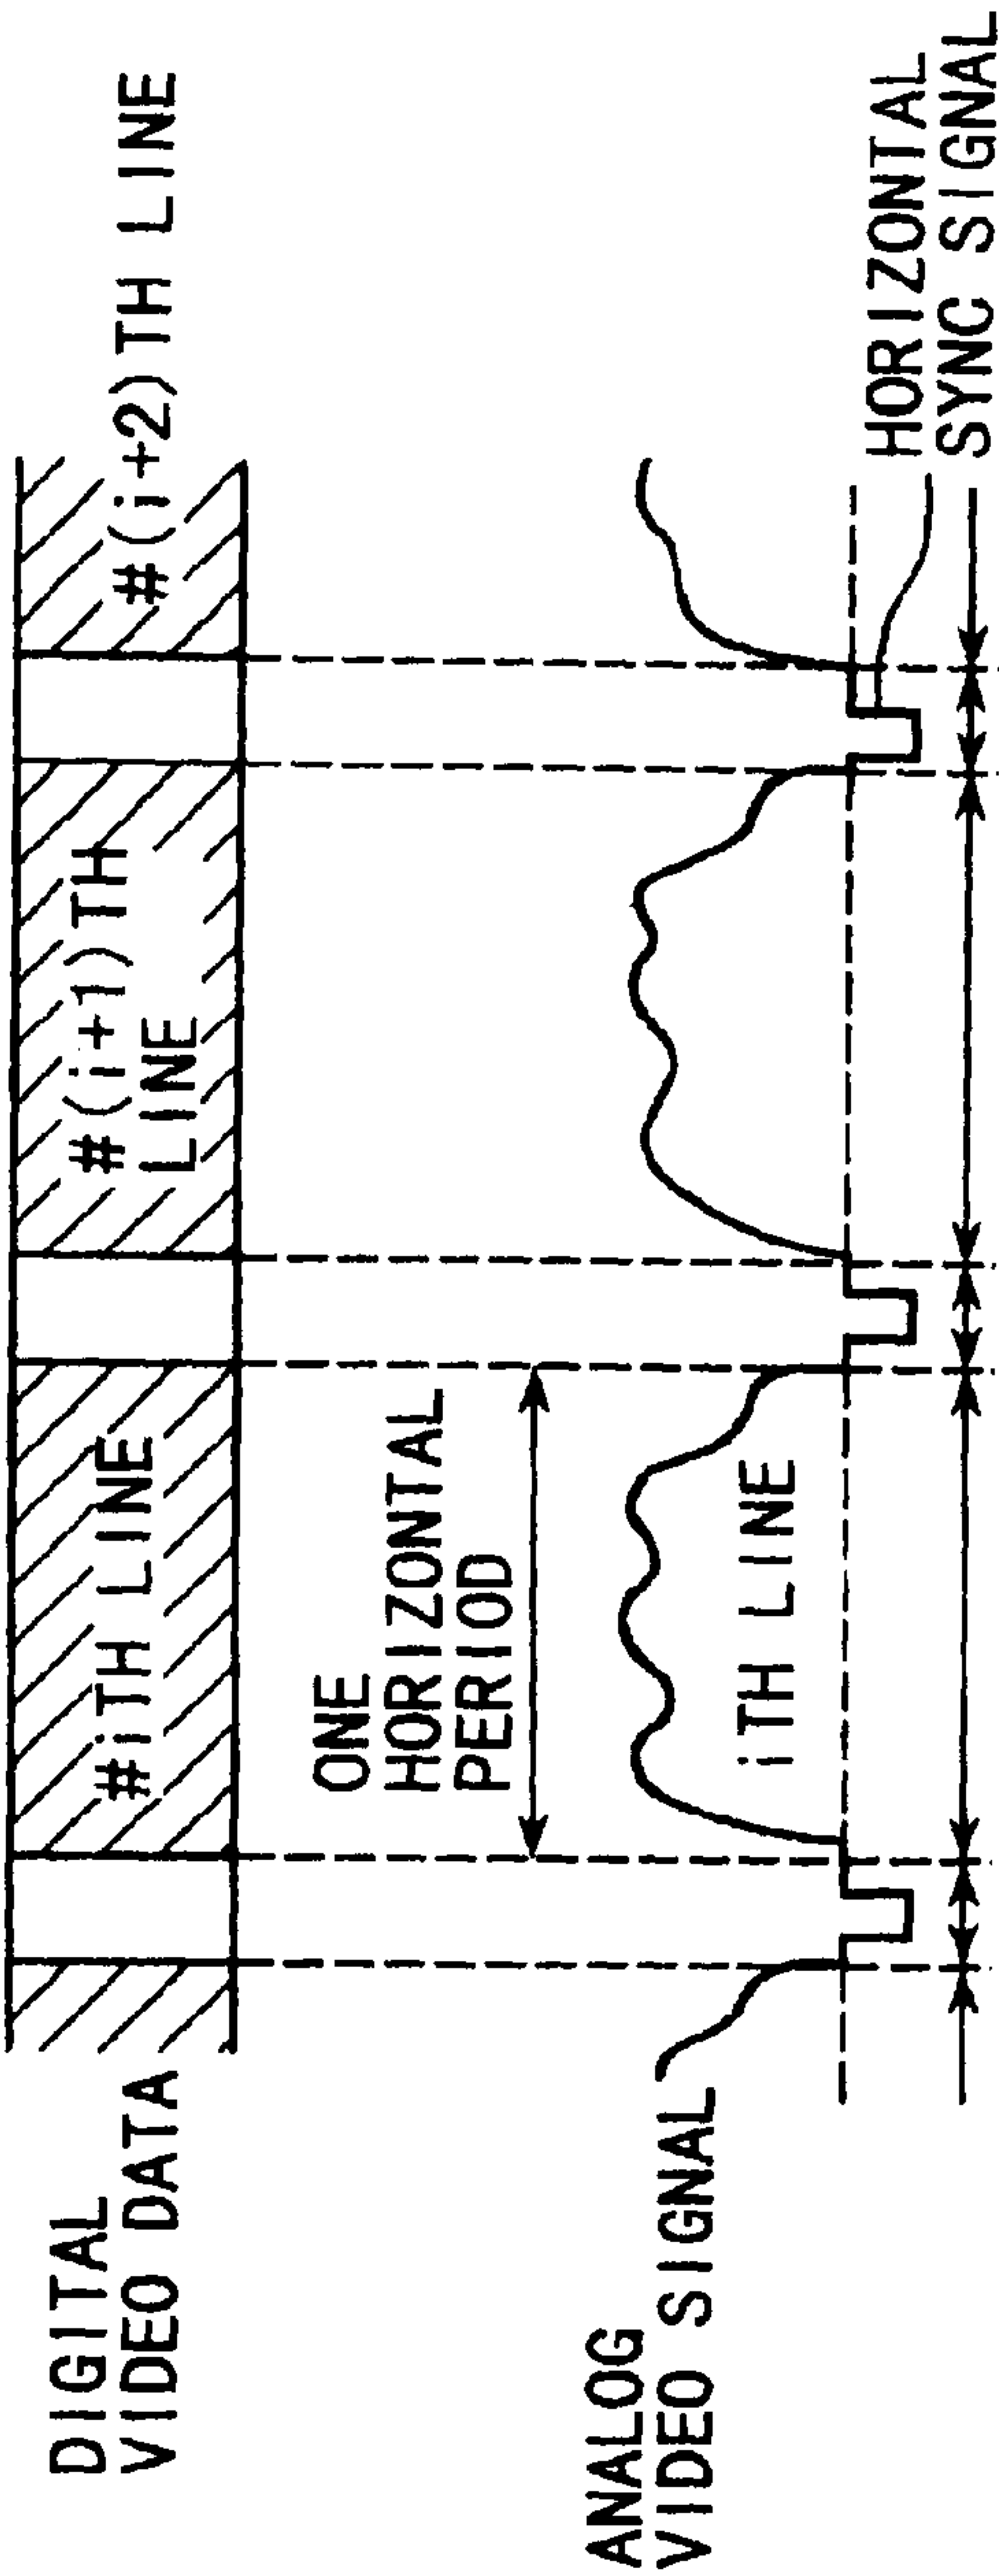 DIGITAL
VIDEO DATA
#iTH LINE
#(i+1)TH
LINE
#(i+2)TH LINE
ONE
HORIZONTAL
PERIOD
ANALOG
VIDEO SIGNAL
iTH LINE
HORIZONTAL
SYNC SIGNAL